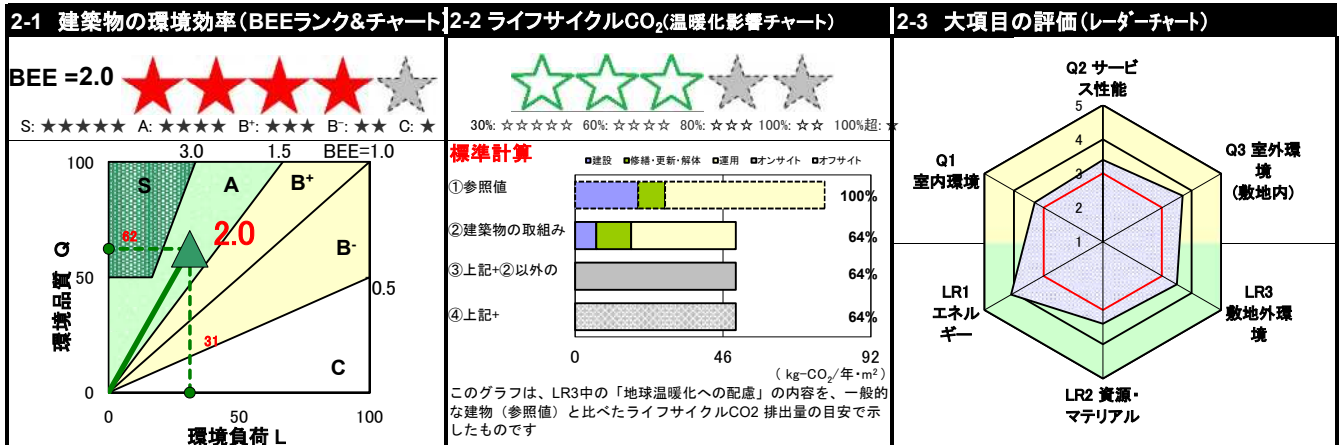 2-1 建築物の環境効率(BEEランク&チャート)
BEE =2.0
S: ★★★★★ A: ★★★★ B+: ★★★ B-: ★★ C: ★
3.0 1.5 BEE=1.0
100
S
A
B+
62
2.0
B-
50
0.5
31
C
0
0 50 100
環境品質 Q
環境負荷 L
2-2 ライフサイクルCO2(温暖化影響チャート)
30%: ☆☆☆☆☆ 60%: ☆☆☆☆ 80%: ☆☆☆ 100%: ☆☆ 100%超: ☆
標準計算
建設 修繕・更新・解体 運用 オンサイト オフサイト
①参照値 100%
②建築物の取組み 64%
③上記+②以外の 64%
④上記+ 64%
0 46 92
( kg-CO2/年・m2 )
このグラフは、LR3中の「地球温暖化への配慮」の内容を、一般的
な建物(参照値)と比べたライフサイクルCO2 排出量の目安で示
したものです
2-3 大項目の評価(レーダーチャート)
Q2 サービ
ス性能
5
4
3
2
1
Q1
室内環境
Q3 室外環
境
(敷地内)
LR1
エネル
ギー
LR3
敷地外環
境
LR2 資源・
マテリアル